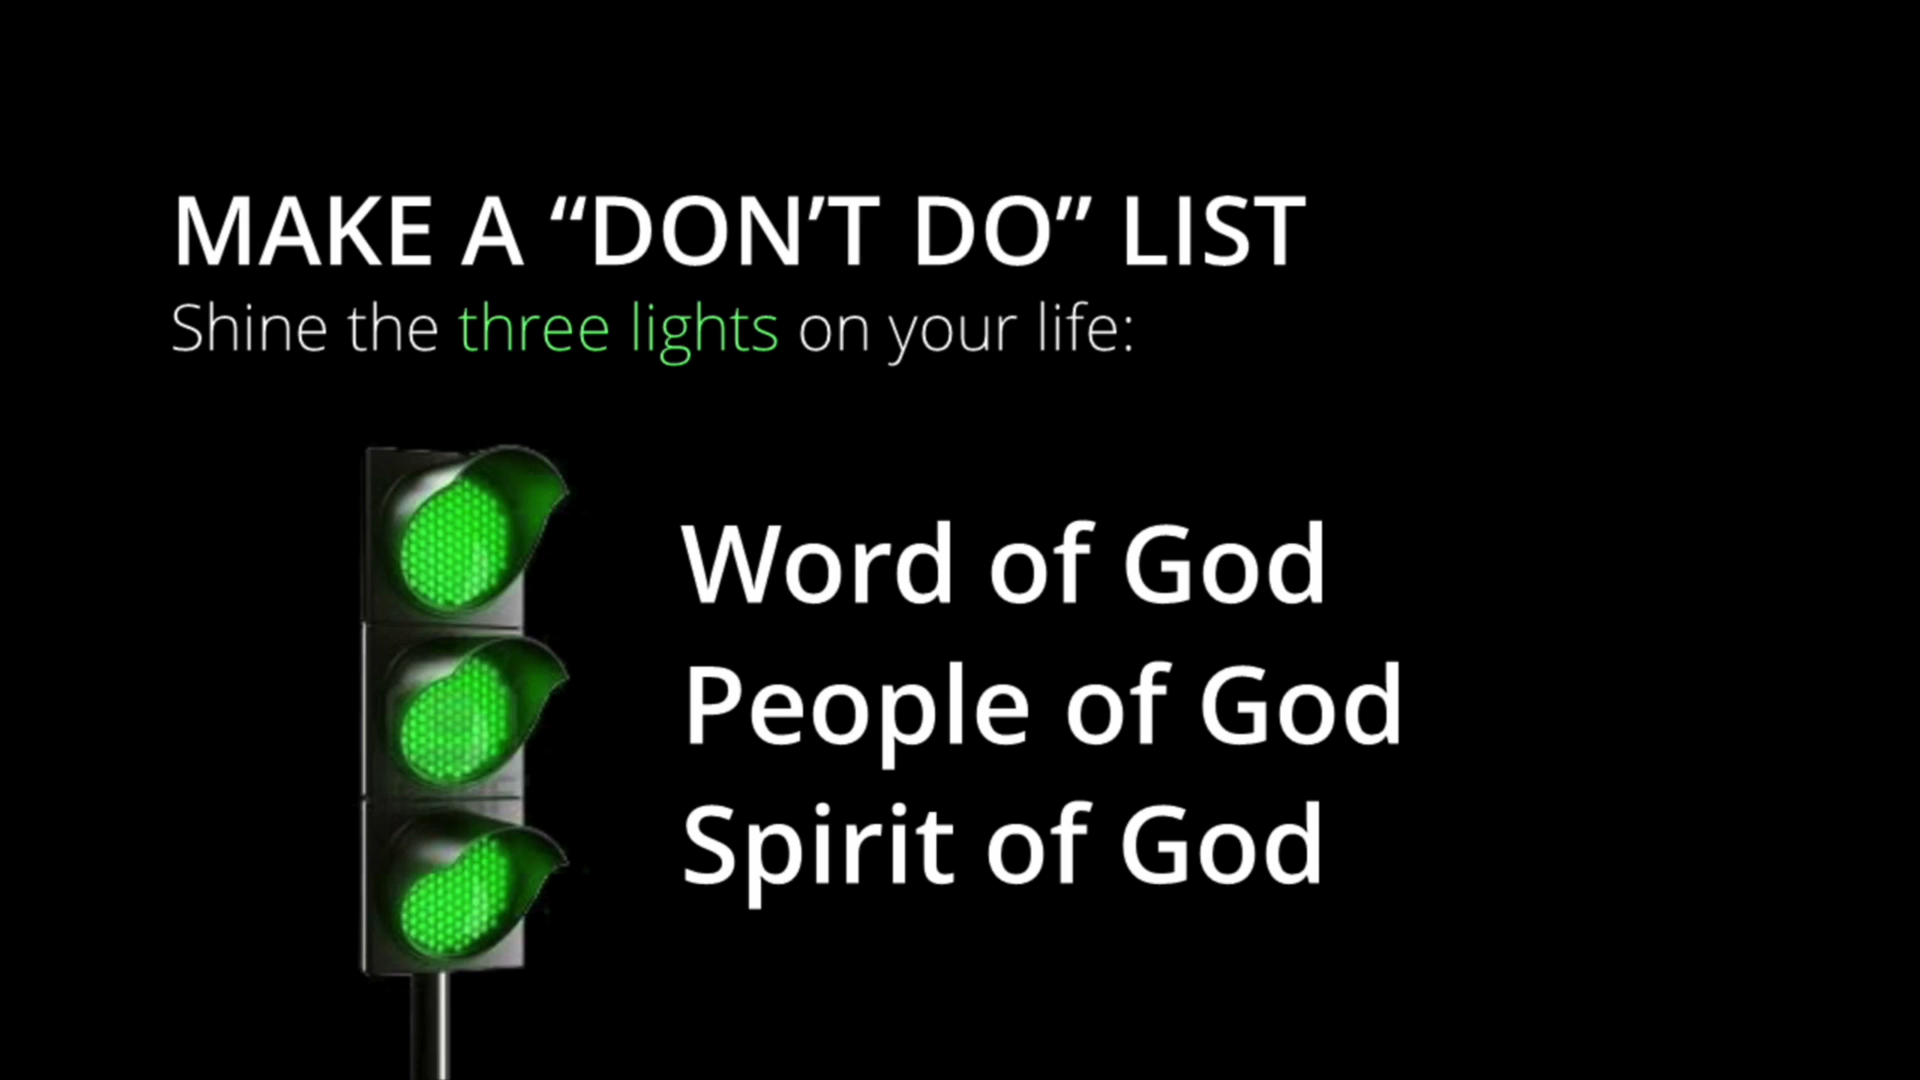 MAKE A “DON’T DO” LIST
Shine the three lights on your life:
Word of God
People of God
Spirit of God